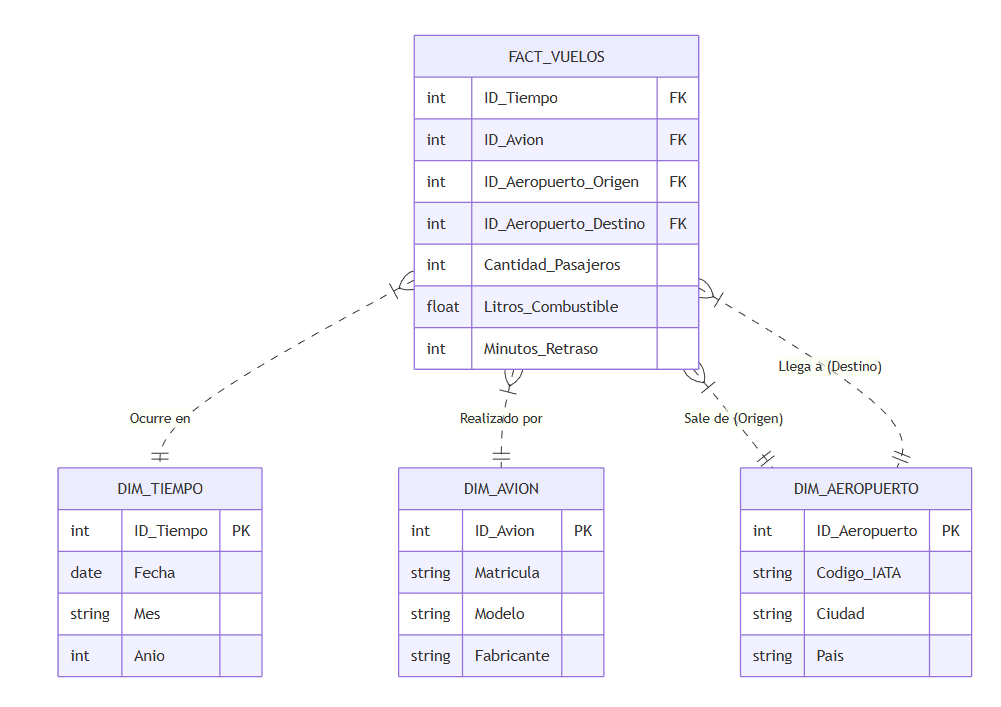 FACT_VUELOS
int ID_Tiempo FK
int ID_Avion FK
int ID_Aeropuerto_Origen FK
int ID_Aeropuerto_Destino FK
int Cantidad_Pasajeros
float Litros_Combustible
int Minutos_Retraso
Llega a (Destino)
Ocurre en
Realizado por
Sale de (Origen)
DIM_TIEMPO
int ID_Tiempo PK
date Fecha
string Mes
int Anio
DIM_AVION
int ID_Avion PK
string Matricula
string Modelo
string Fabricante
DIM_AEROPUERTO
int ID_Aeropuerto PK
string Codigo_IATA
string Ciudad
string Pais